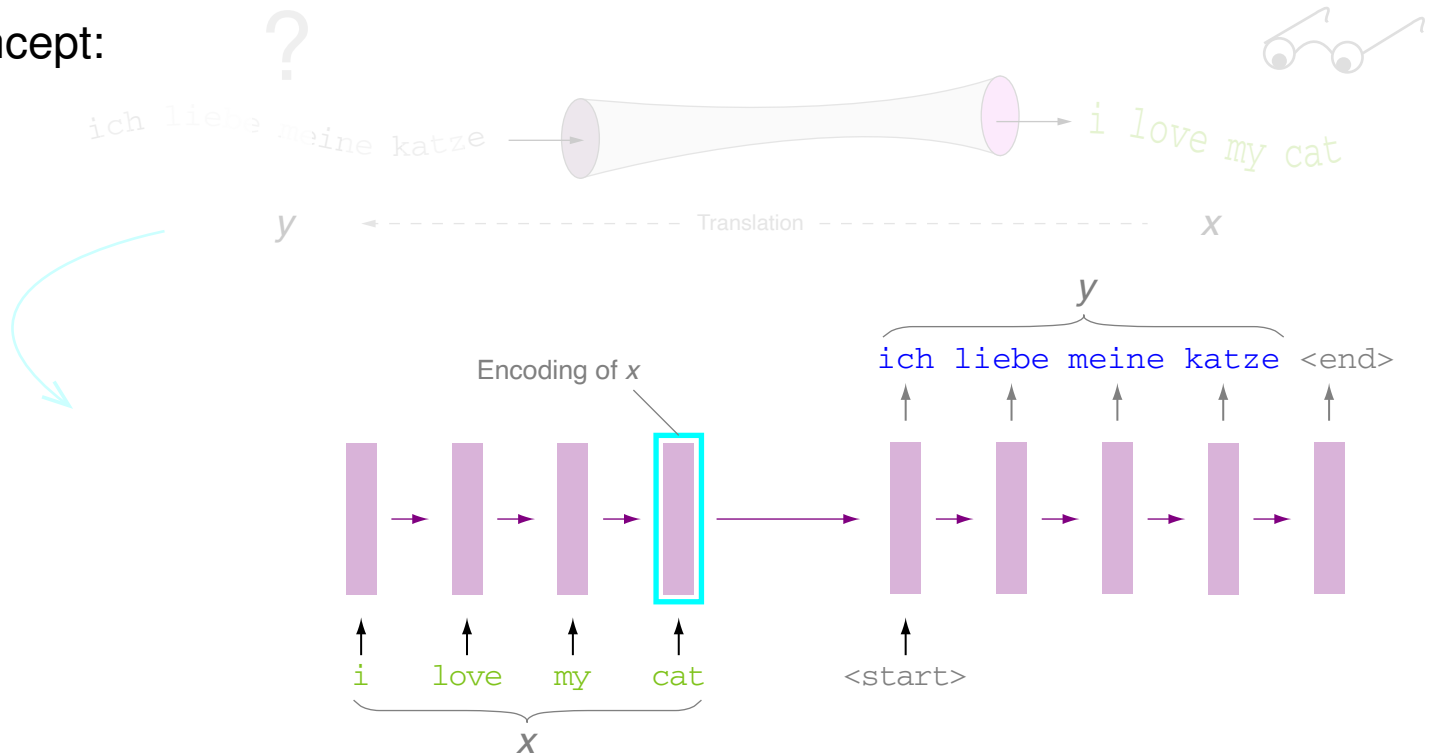 ncept:
?
ich liebe meine katze
i love my cat
y Translation x
y
ich liebe meine katze <end>
Encoding of x
i love my cat <start>
x